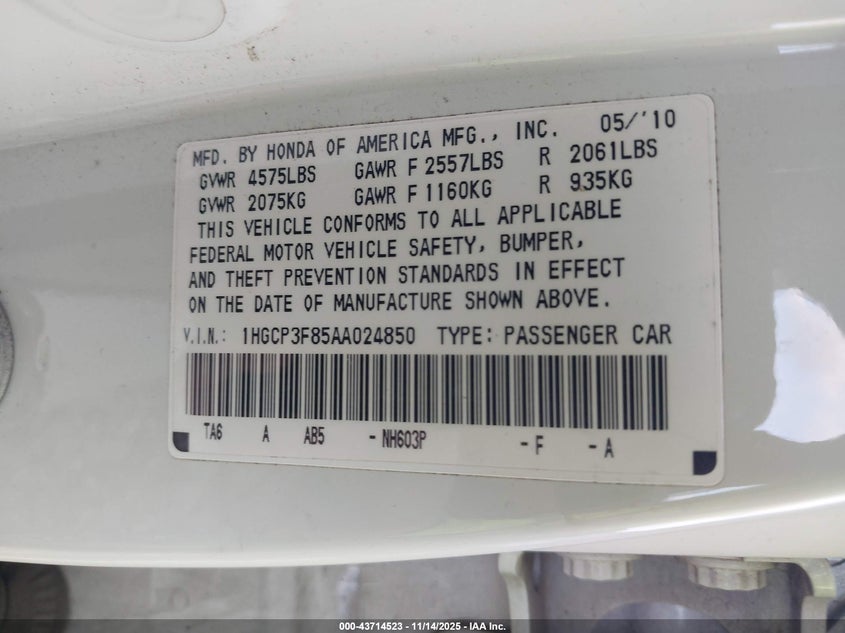 MFD. BY HONDA OF AMERICA MFG., INC. 05/'10
GVWR 4575LBS GAWR F 2557LBS R 2061LBS
GVWR 2075KG GAWR F 1160KG R 935KG
THIS VEHICLE CONFORMS TO ALL APPLICABLE
FEDERAL MOTOR VEHICLE SAFETY, BUMPER,
AND THEFT PREVENTION STANDARDS IN EFFECT
ON THE DATE OF MANUFACTURE SHOWN ABOVE.
V.I.N.: 1HGCP3F85AA024850 TYPE: PASSENGER CAR
TA6 A AB5 - NH603P - F - A
000-43714523 | 11/14/2025 - IAA Inc.